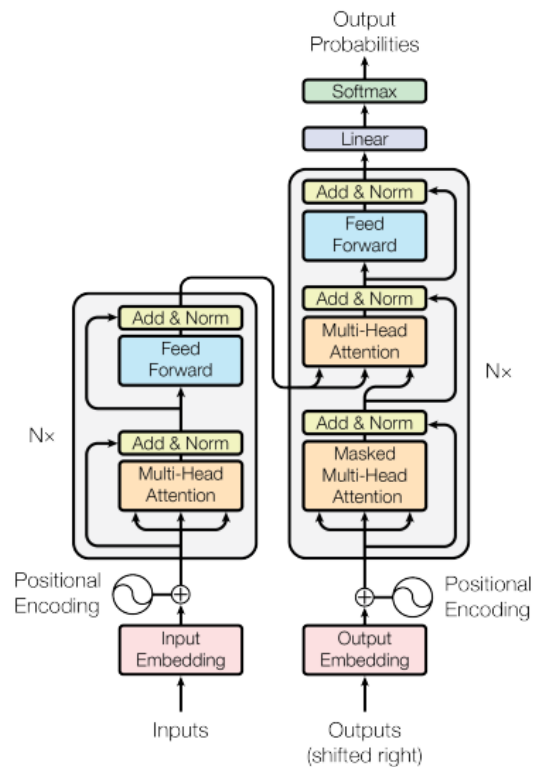 Output
Probabilities
Softmax
Linear
Add & Norm
Feed
Forward
Add & Norm
Multi-Head
Attention
Add & Norm
Masked
Multi-Head
Attention
N×
Add & Norm
Feed
Forward
Add & Norm
Multi-Head
Attention
N×
Positional
Encoding
Positional
Encoding
Input
Embedding
Output
Embedding
Inputs
Outputs
(shifted right)